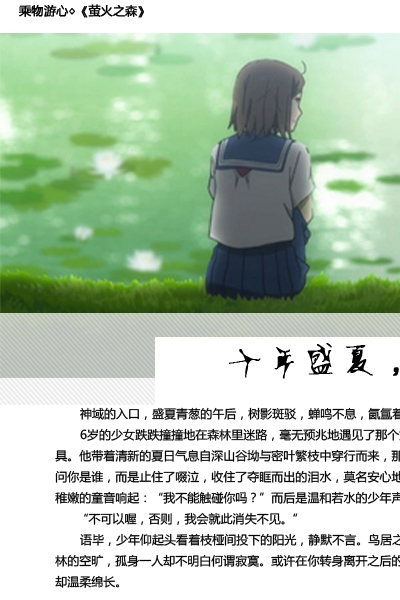 乘物游心◇《萤火之森》
十年盛夏，
神域的入口，盛夏青葱的午后，树影斑驳，蝉鸣不息，氤氲着
6岁的少女跌跌撞撞地在森林里迷路，毫无预兆地遇见了那个
具。他带着清新的夏日气息自深山谷坳与密叶繁枝中穿行而来，那
问你是谁，而是止住了啜泣，收住了夺眶而出的泪水，莫名安心地
稚嫩的童音响起：“我不能触碰你吗？”而后是温和若水的少年声
“不可以喔，否则，我会就此消失不见。”
语毕，少年仰起头看着枝桠间投下的阳光，静默不言。鸟居之
林的空旷，孤身一人却不明白何谓寂寞。或许在你转身离开之后的
却温柔绵长。